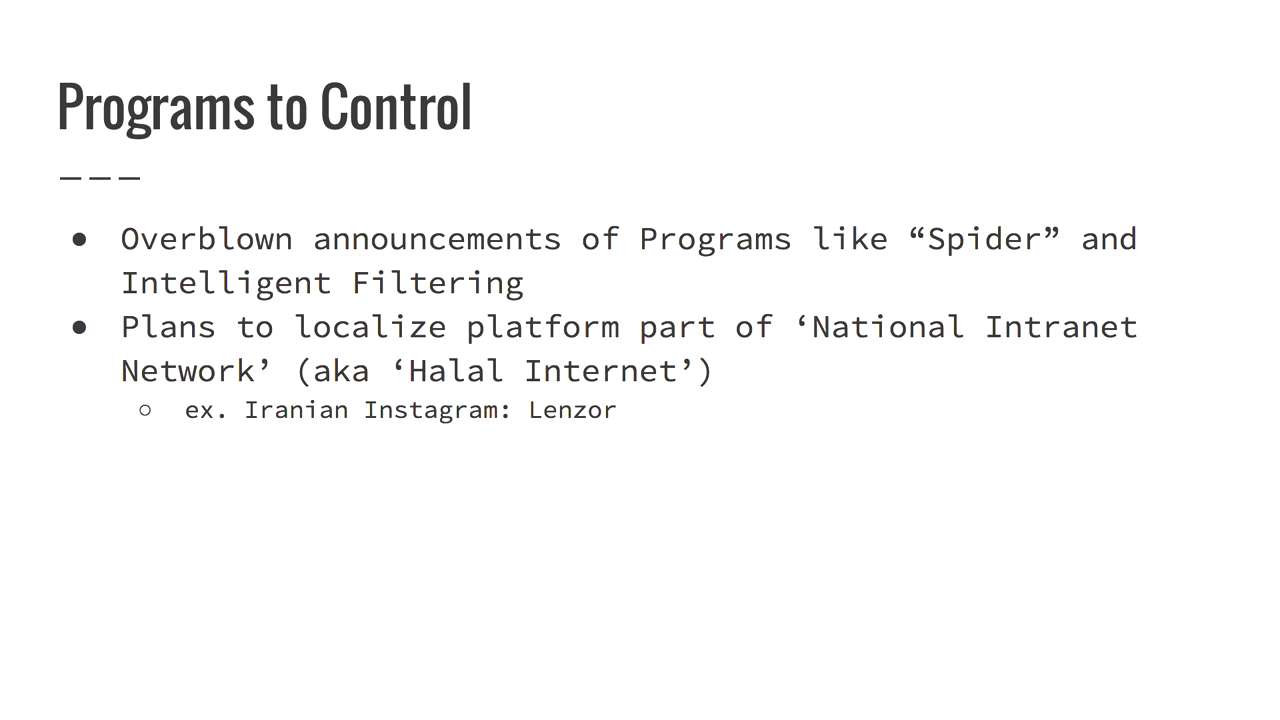 Programs to Control
● Overblown announcements of Programs like “Spider” and
Intelligent Filtering
● Plans to localize platform part of ‘National Intranet
Network’ (aka ‘Halal Internet’)
○ ex. Iranian Instagram: Lenzor